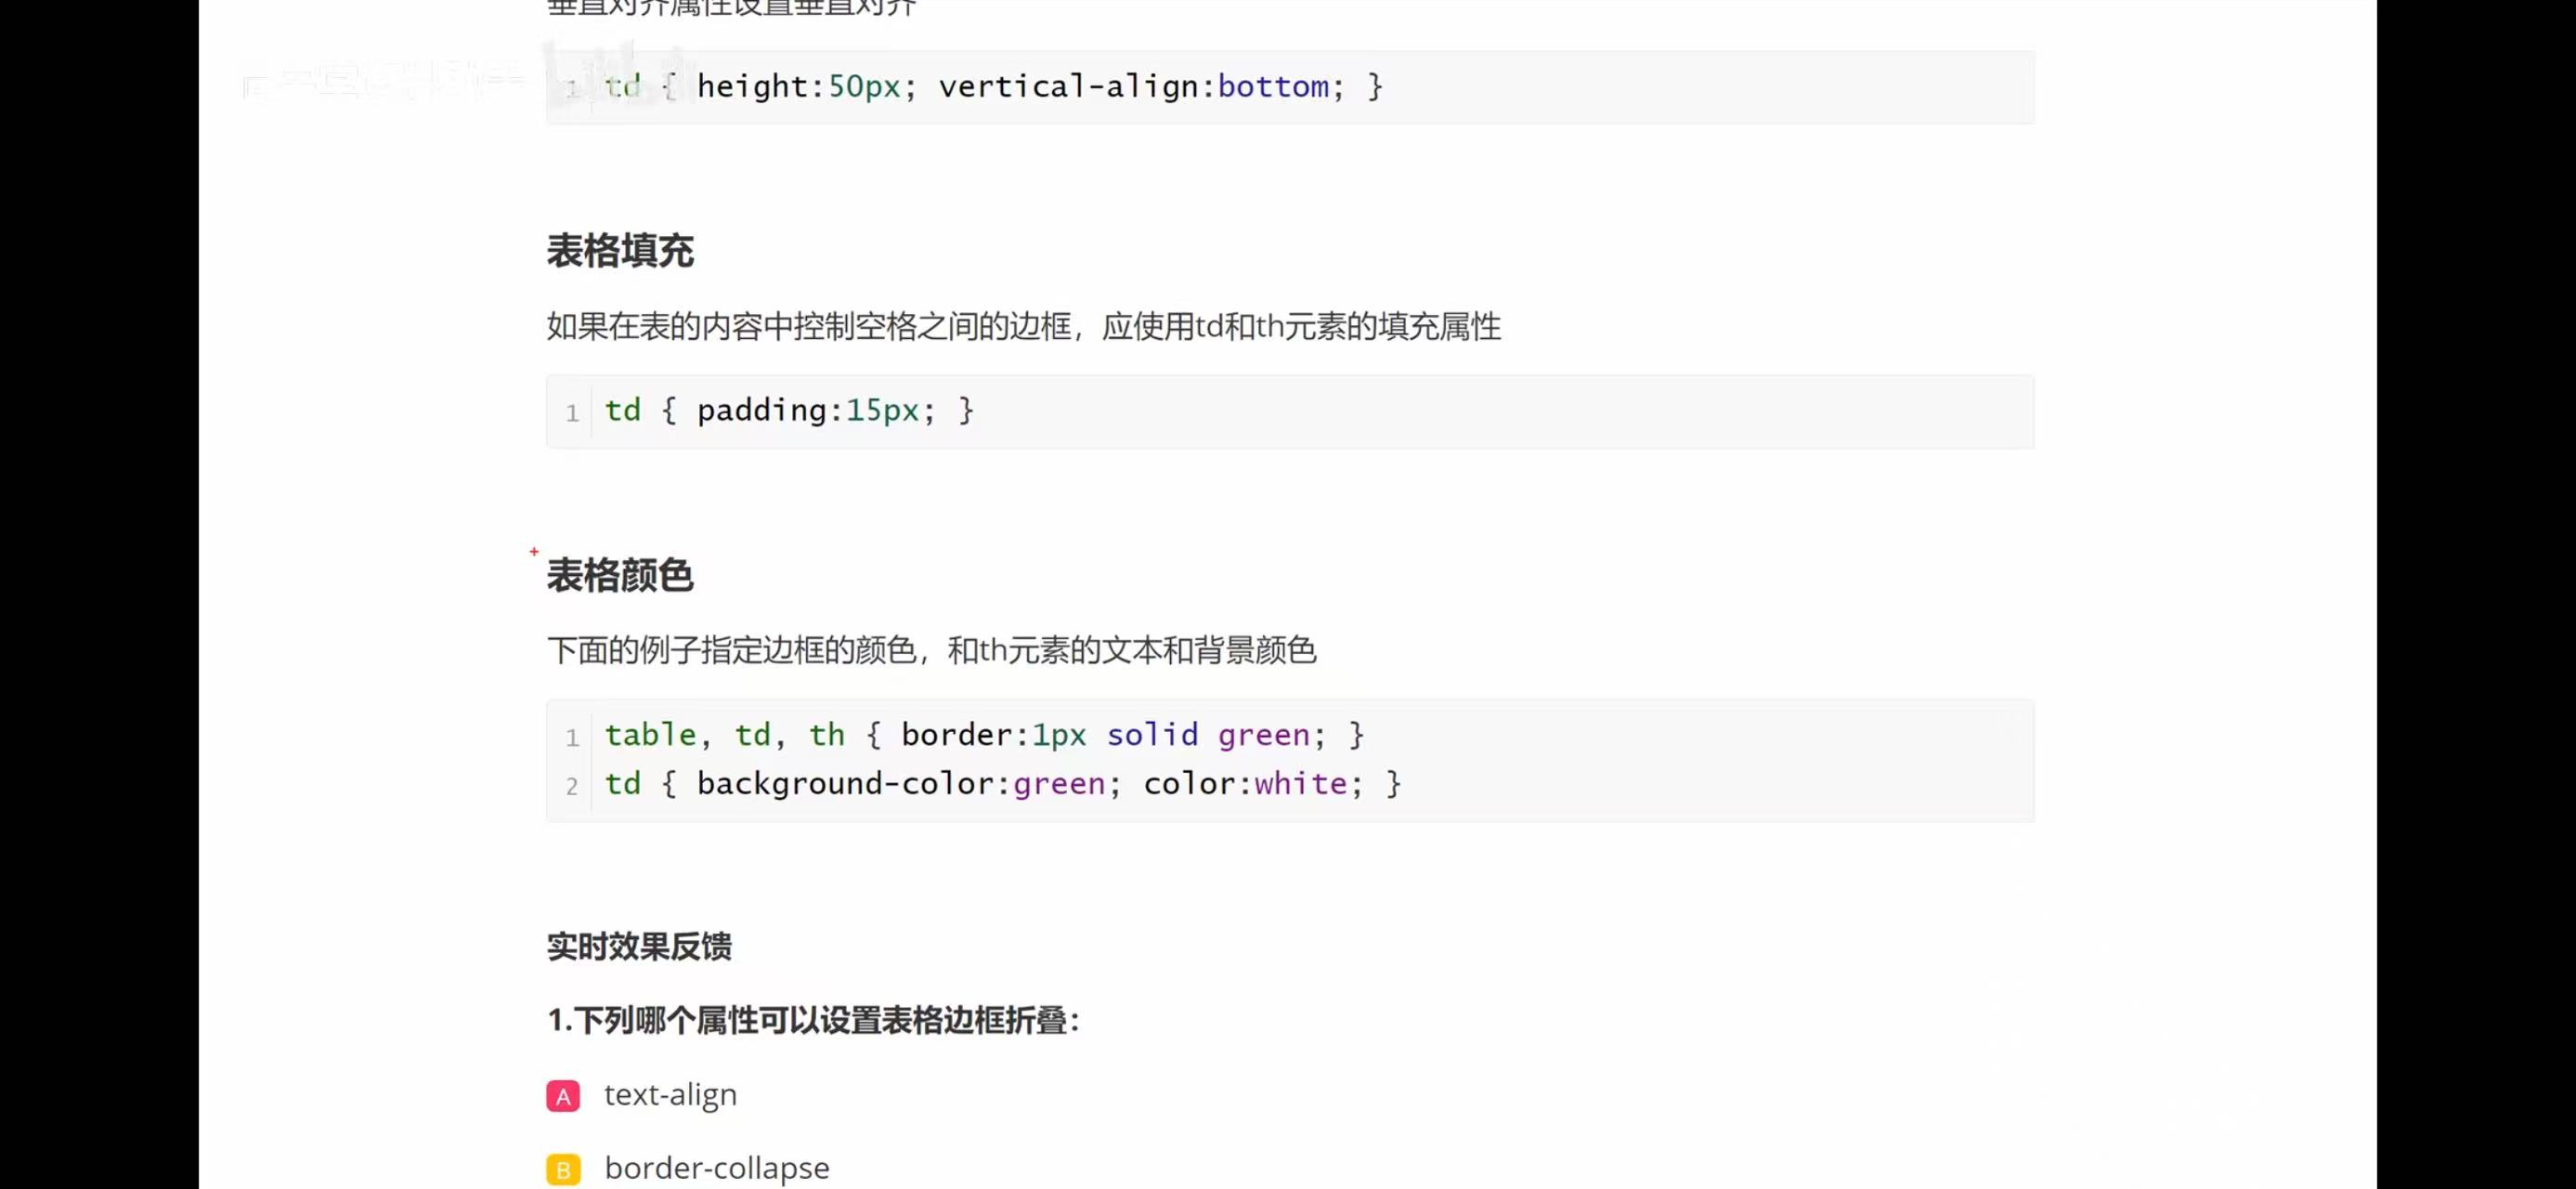 垂直对齐属性设置垂直对齐
1 td { height:50px; vertical-align:bottom; }
表格填充
如果在表的内容中控制空格之间的边框，应使用td和th元素的填充属性
1 td { padding:15px; }
表格颜色
下面的例子指定边框的颜色，和th元素的文本和背景颜色
1 table, td, th { border:1px solid green; }
2 td { background-color:green; color:white; }
实时效果反馈
1.下列哪个属性可以设置表格边框折叠：
A text-align
B border-collapse